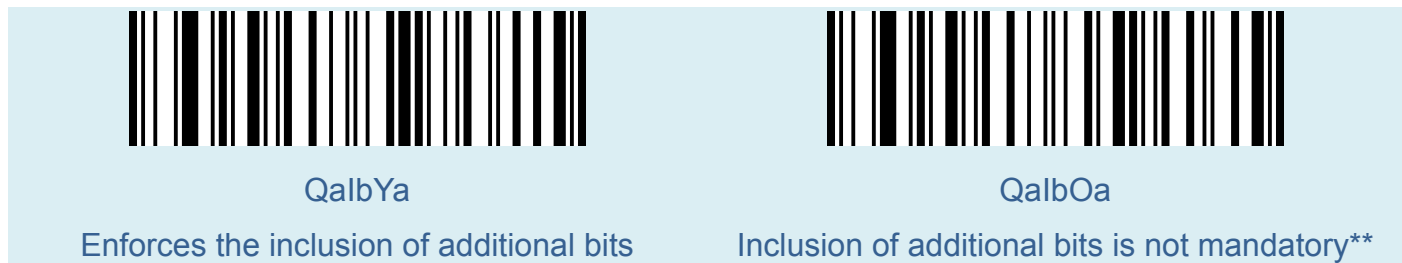 QaIbYa
QaIbOa
Enforces the inclusion of additional bits
Inclusion of additional bits is not mandatory**